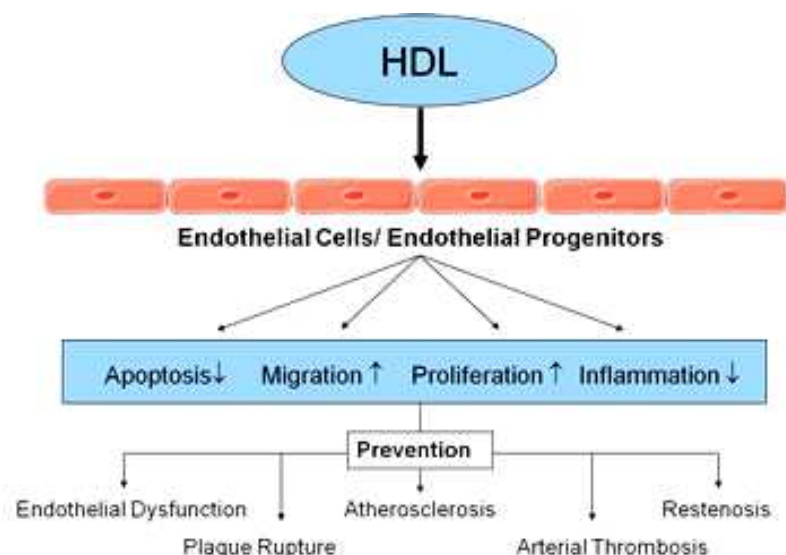 HDL
Endothelial Cells/ Endothelial Progenitors
Apoptosis↓ Migration ↑ Proliferation ↑ Inflammation ↓
Prevention
Endothelial Dysfunction Atherosclerosis Restenosis
Plaque Rupture Arterial Thrombosis